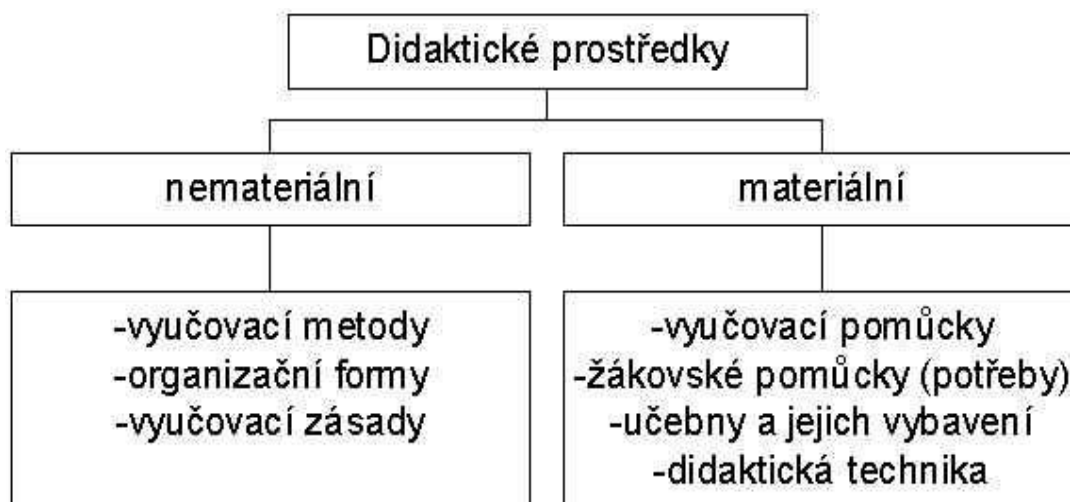 Didaktické prostředky
nemateriální
materiální
-vyučovací metody
-organizační formy
-vyučovací zásady
-vyučovací pomůcky
-žákovské pomůcky (potřeby)
-učebny a jejich vybavení
-didaktická technika